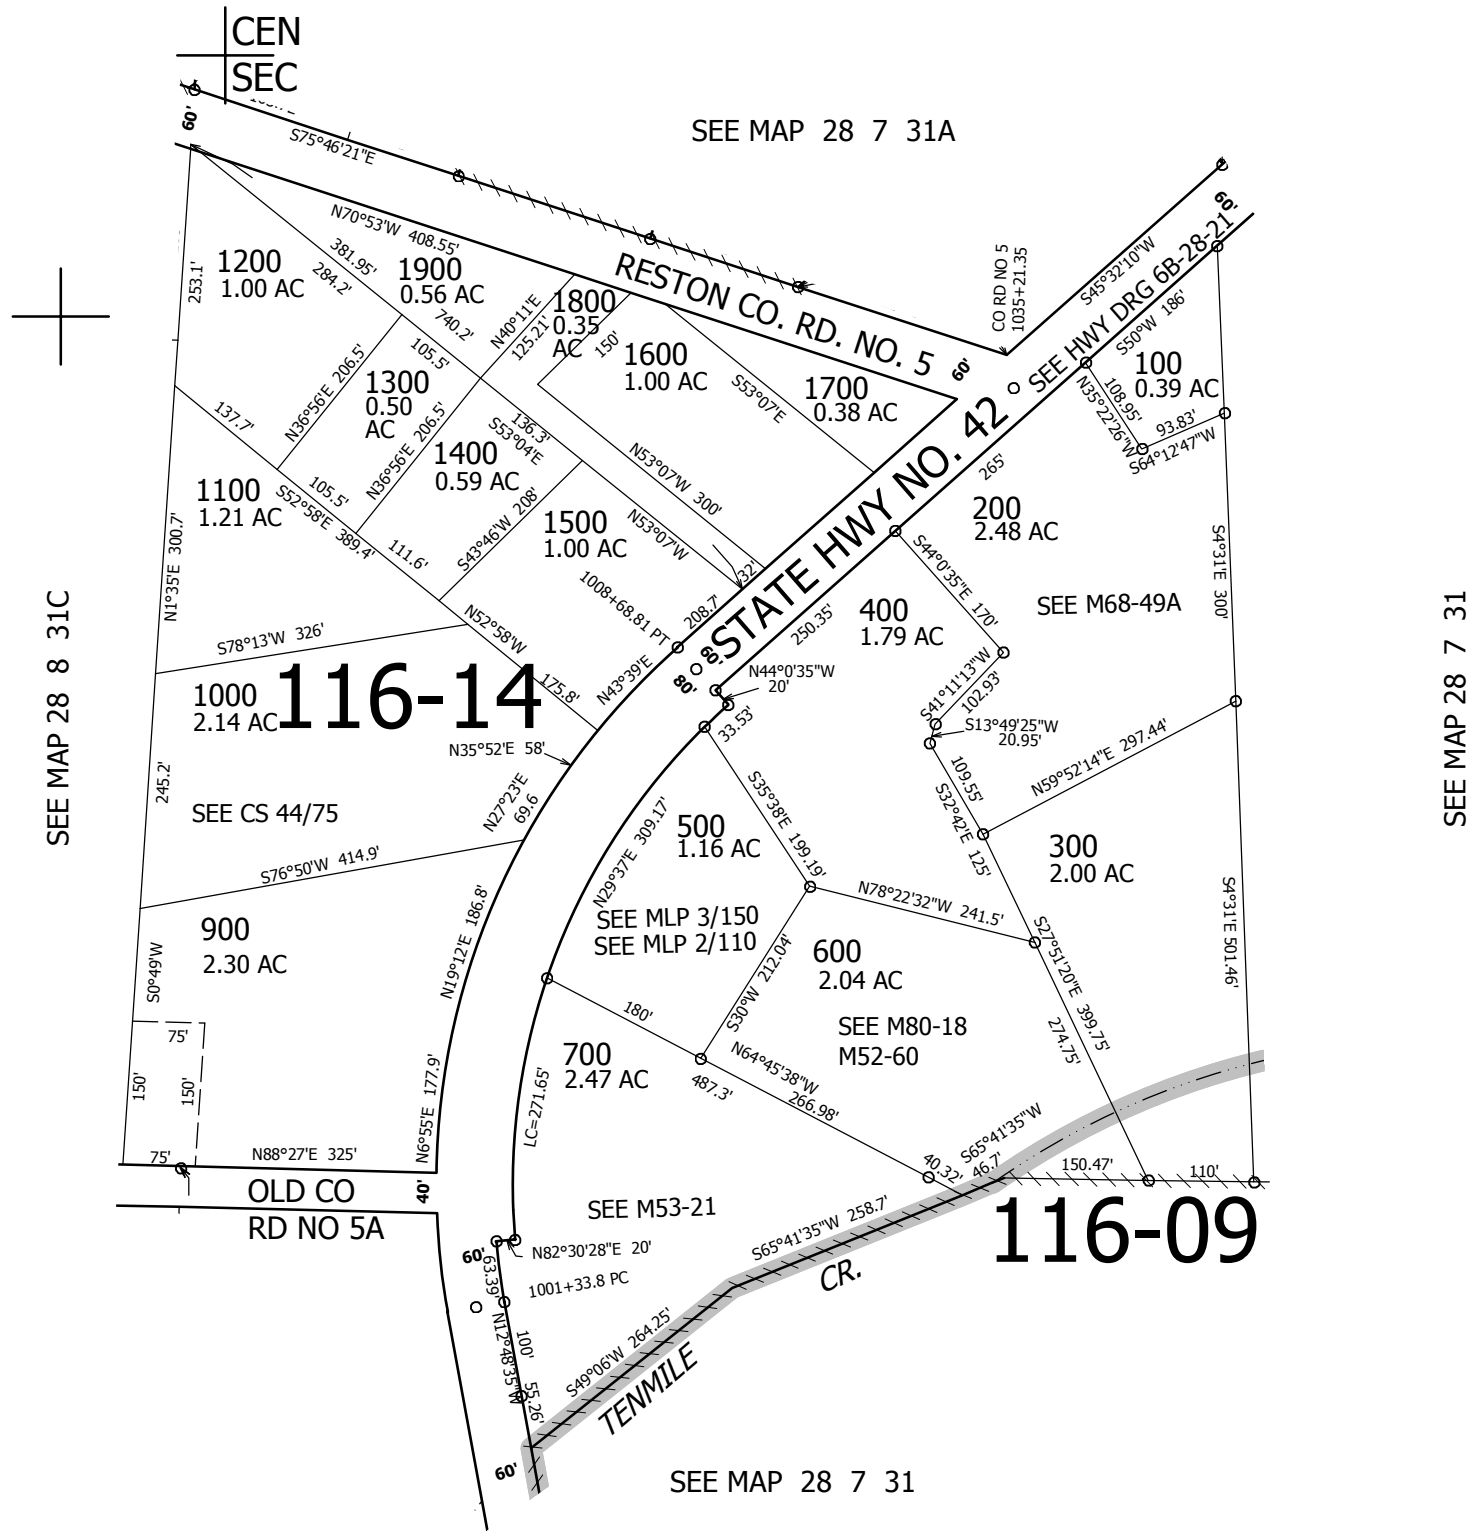 CEN
SEC
SEE MAP 28 7 31A
60'
S75°46'21"E
60'
N70°53'W 408.55'
RESTON CO. RD. NO. 5
60'
CO RD NO 5
1035+21.35
S45°32'10"W
SEE HWY DRG 6B-28-21
S50°W 186'
STATE HWY NO. 42
1200
1.00 AC
253.1'
381.95'
284.2'
740.2'
1900
0.56 AC
N40°11'E
125.21'
1800
0.35
AC
150'
1600
1.00 AC
S53°07'E
1700
0.38 AC
100
0.39 AC
N35°22'26"W
108.95'
93.83'
S64°12'47"W
N36°56'E 206.5'
105.5'
1300
0.50
AC
N36°56'E 206.5'
136.3'
S53°04'E
137.7'
1400
0.59 AC
N53°07'W 300'
265'
1100
1.21 AC
105.5'
S52°58'E 389.4'
S43°46'W 208'
1500
1.00 AC
N53°07'W
200
2.48 AC
N1°35'E 300.7'
111.6'
32'
S44°0'35"E 170'
S4°31'E 300'
1008+68.81 PT
208.7'
SEE MAP 28 8 31C
SEE MAP 28 7 31
SEE M68-49A
400
1.79 AC
250.35'
S78°13'W 326'
N52°58'W
175.8'
N43°39'E
60'
80'
N44°0'35"W
20'
1000
2.14 AC
116-14
S41°11'13"W
102.93'
S13°49'25"W
20.95'
33.53'
N35°52'E 58'
N59°52'14"E 297.44'
245.2'
SEE CS 44/75
N27°23'E
69.6
109.55'
S32°42'E 125'
S35°38'E 199.19'
500
1.16 AC
N29°37'E 309.17'
300
2.00 AC
S76°50'W 414.9'
N78°22'32"W 241.5'
S4°31'E 501.46'
SEE MLP 3/150
SEE MLP 2/110
900
2.30 AC
N19°12'E 186.8'
S30°W 212.04'
600
2.04 AC
S27°51'20"E 399.75'
274.75'
S0°49'W
180'
SEE M80-18
M52-60
75'
150'
150'
700
2.47 AC
N64°45'38"W
266.98'
487.3'
LC=271.65'
N6°55'E 177.9'
S65°41'35"W
46.7'
40.32'
75'
N88°27'E 325'
150.47'
110'
40'
OLD CO
RD NO 5A
SEE M53-21
S65°41'35"W 258.7'
116-09
60'
N82°30'28"E 20'
1001+33.8 PC
63.39'
CR.
N12°48'35"W
100'
55.26'
S49°06'W 264.25'
TENMILE
60'
SEE MAP 28 7 31